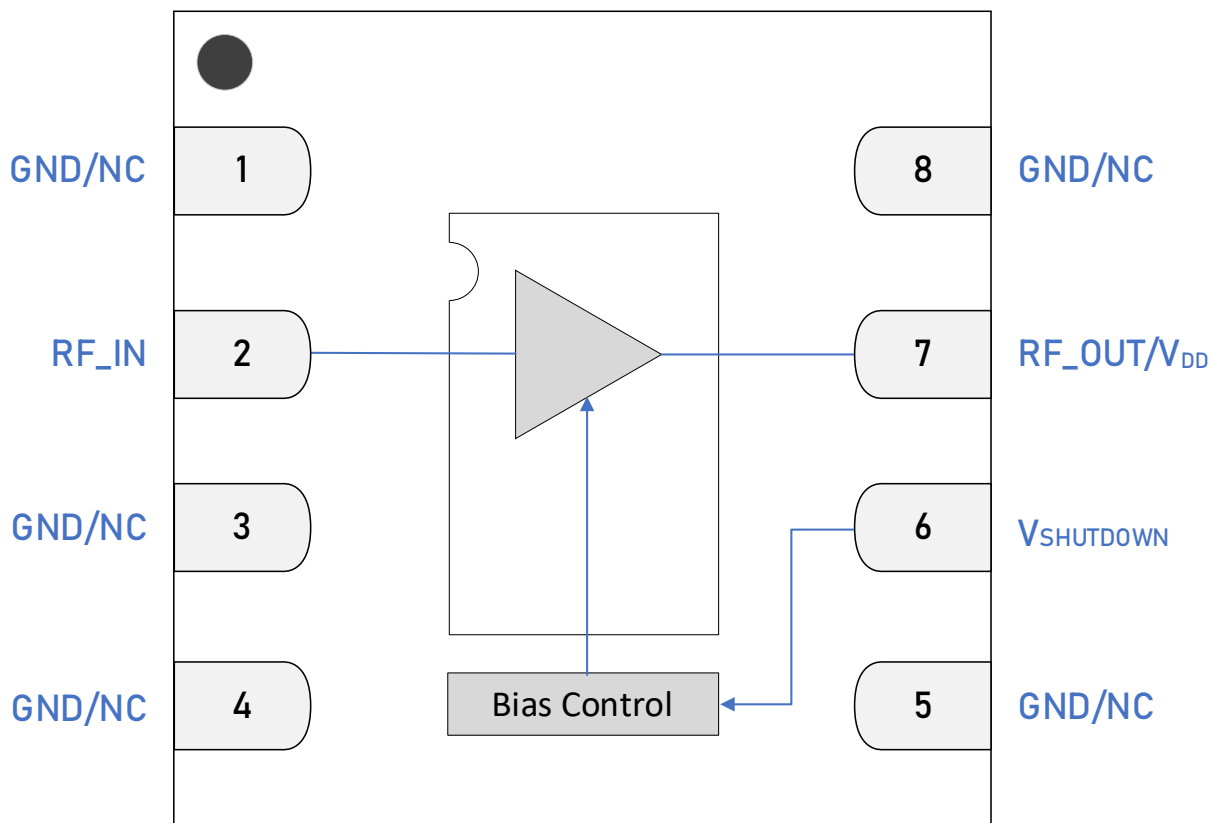 GND/NC 1 8 GND/NC
RF_IN 2 7 RF_OUT/VDD
GND/NC 3 6 VSHUTDOWN
GND/NC 4 Bias Control 5 GND/NC